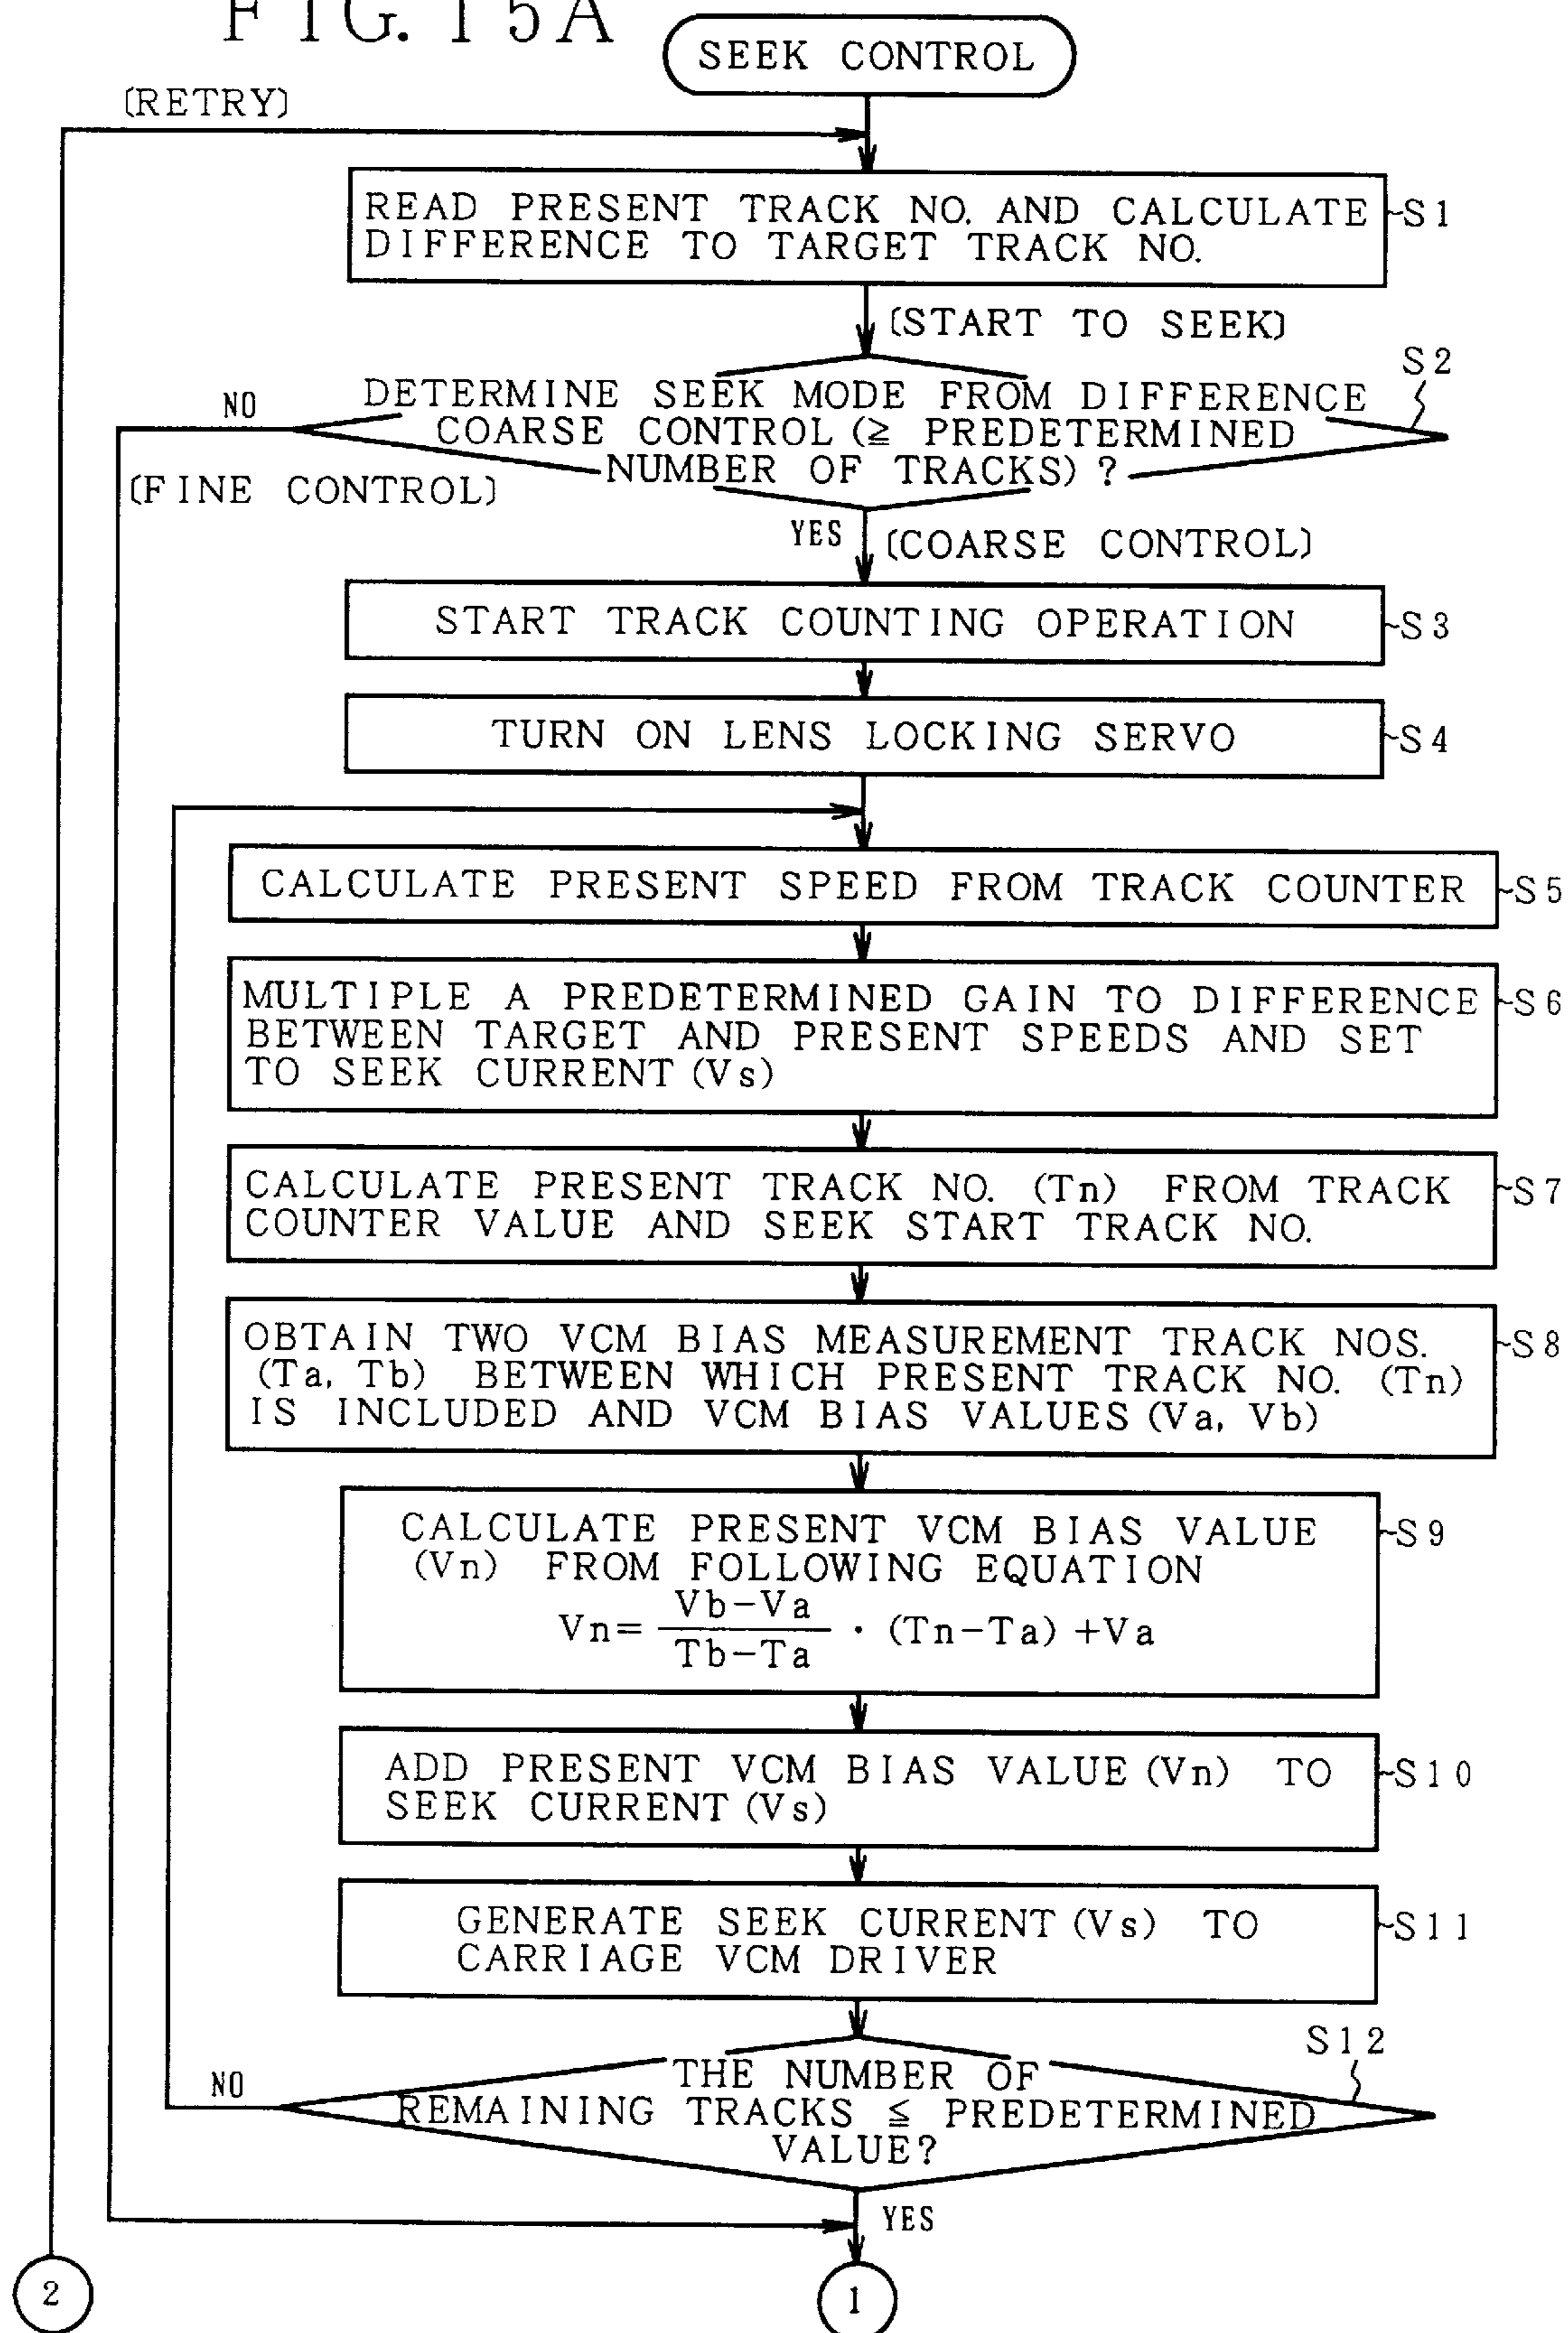 FIG. 15A
SEEK CONTROL
(RETRY)
READ PRESENT TRACK NO. AND CALCULATE
DIFFERENCE TO TARGET TRACK NO.
S1
(START TO SEEK)
S2
DETERMINE SEEK MODE FROM DIFFERENCE
COARSE CONTROL (≧ PREDETERMINED
NUMBER OF TRACKS) ?
NO
(FINE CONTROL)
YES
(COARSE CONTROL)
START TRACK COUNTING OPERATION
S3
TURN ON LENS LOCKING SERVO
S4
CALCULATE PRESENT SPEED FROM TRACK COUNTER
S5
MULTIPLE A PREDETERMINED GAIN TO DIFFERENCE
BETWEEN TARGET AND PRESENT SPEEDS AND SET
TO SEEK CURRENT (Vs)
S6
CALCULATE PRESENT TRACK NO. (Tn) FROM TRACK
COUNTER VALUE AND SEEK START TRACK NO.
S7
OBTAIN TWO VCM BIAS MEASUREMENT TRACK NOS.
(Ta, Tb) BETWEEN WHICH PRESENT TRACK NO. (Tn)
IS INCLUDED AND VCM BIAS VALUES (Va, Vb)
S8
CALCULATE PRESENT VCM BIAS VALUE
(Vn) FROM FOLLOWING EQUATION
Vn= Vb-Va / Tb-Ta · (Tn-Ta) +Va
S9
ADD PRESENT VCM BIAS VALUE (Vn) TO
SEEK CURRENT (Vs)
S10
GENERATE SEEK CURRENT (Vs) TO
CARRIAGE VCM DRIVER
S11
S12
THE NUMBER OF
REMAINING TRACKS ≦ PREDETERMINED
VALUE?
NO
YES
2
1